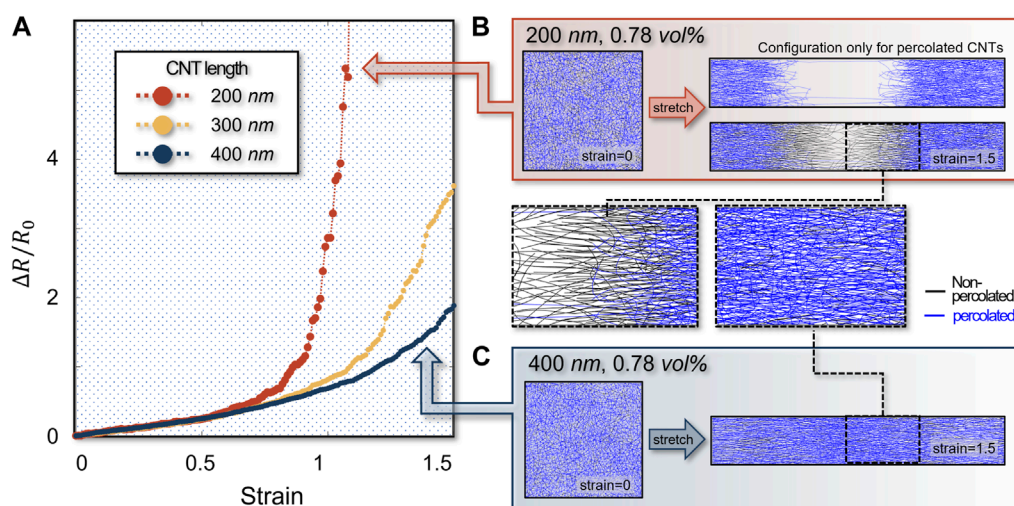 A
CNT length
200 nm
300 nm
400 nm
ΔR/R₀
4
2
0
0
0.5
1
1.5
Strain
B
200 nm, 0.78 vol%
Configuration only for percolated CNTs
stretch
strain=0
strain=1.5
Non-
percolated
percolated
C
400 nm, 0.78 vol%
stretch
strain=0
strain=1.5